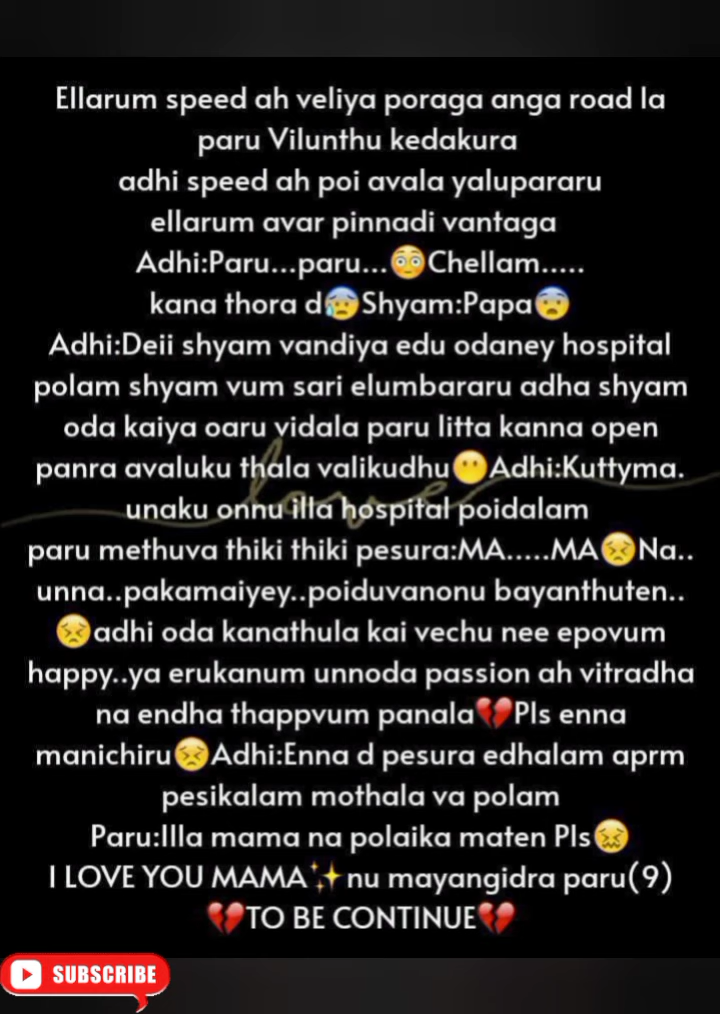 Ellarum speed ah veliya poraga anga road la
paru Vilunthu kedakura
adhi speed ah poi avala yalupararu
ellarum avar pinnadi vantaga
Adhi:Paru...paru...😳Chellam.....
kana thora d😰Shyam:Papa😨
Adhi:Deii shyam vandiya edu odaney hospital
polam shyam vum sari elumbararu adha shyam
oda kaiya oaru vidala paru litta kanna open
panra avaluku thala valikudhu😶Adhi:Kuttyma.
unaku onnu illa hospital poidalam
paru methuva thiki thiki pesura:MA.....MA😣Na..
unna..pakamaiyey..poiduvanonu bayanthuten..
😣adhi oda kanathula kai vechu nee epovum
happy..ya erukanum unnoda passion ah vitradha
na endha thappvum panala💔Pls enna
manichiru😣Adhi:Enna d pesura edhalam aprm
pesikalam mothala va polam
Paru:Illa mama na polaika maten Pls😖
I LOVE YOU MAMA✨nu mayangidra paru(9)
💔TO BE CONTINUE💔
love
SUBSCRIBE